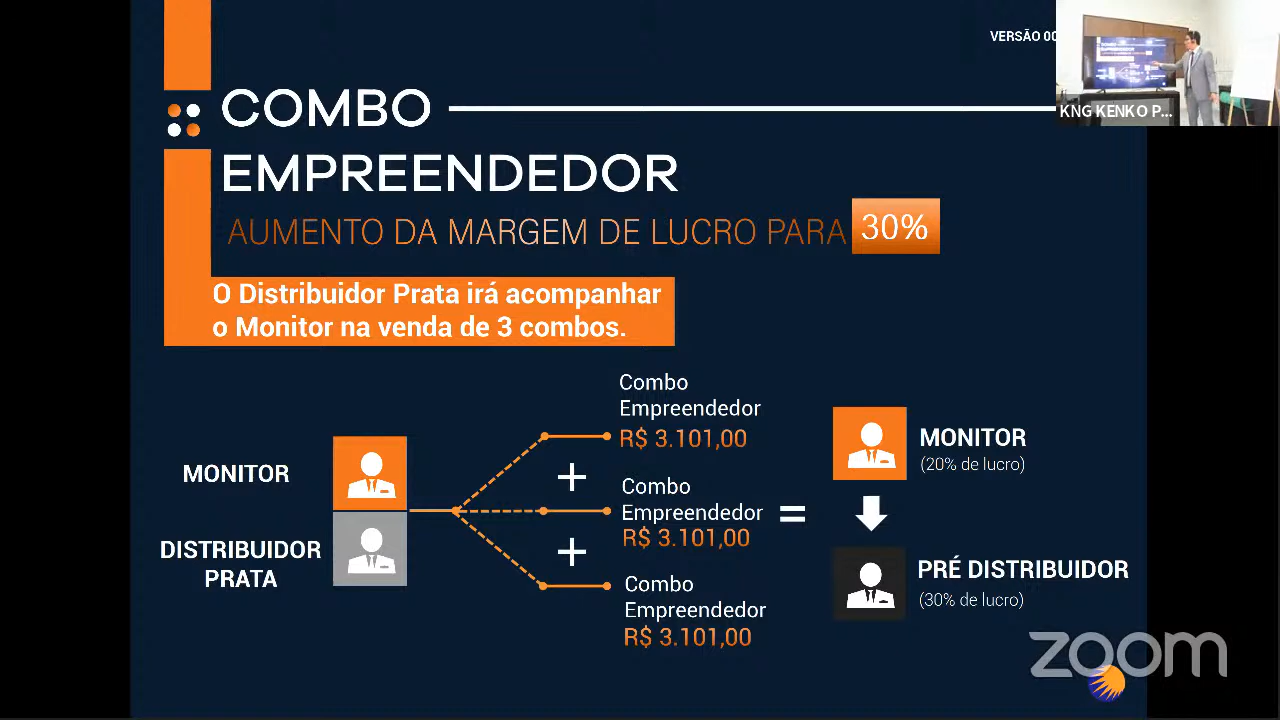 VERSÃO 00
COMBO
EMPREENDEDOR
AUMENTO DA MARGEM DE LUCRO PARA 30%
O Distribuidor Prata irá acompanhar
o Monitor na venda de 3 combos.
MONITOR
DISTRIBUIDOR
PRATA
Combo
Empreendedor
R$ 3.101,00
+
Combo
Empreendedor
R$ 3.101,00
+
Combo
Empreendedor
R$ 3.101,00
=
MONITOR
(20% de lucro)
PRÉ DISTRIBUIDOR
(30% de lucro)
KNG KENKO P...
zoom